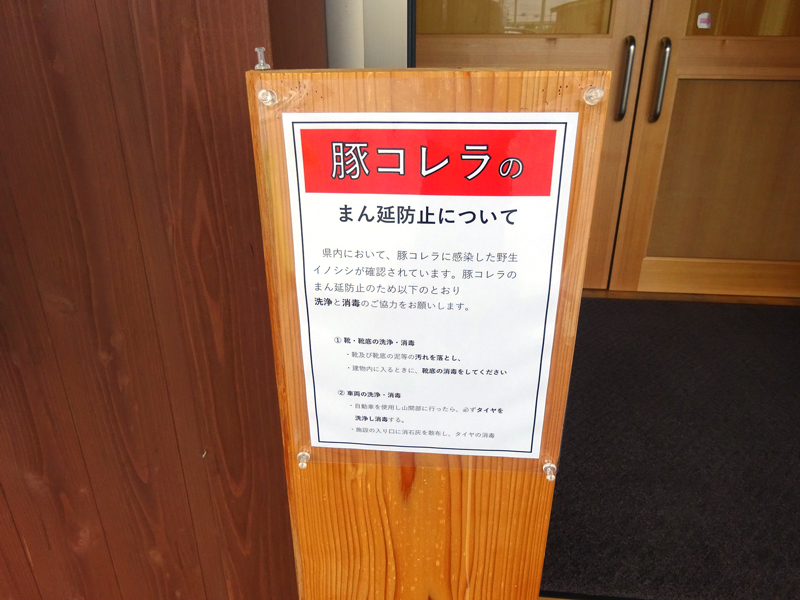 豚コレラの
まん延防止について
県内において、豚コレラに感染した野生
イノシシが確認されています。豚コレラの
まん延防止のため以下のとおり
洗浄と消毒のご協力をお願いします。
① 靴・靴底の洗浄・消毒
・靴及び靴底の泥等の汚れを落とし、
・建物内に入るときに、靴底の消毒をしてください
② 車両の洗浄・消毒
・自動車を使用し山間部に行ったら、必ずタイヤを
洗浄し消毒する。
・施設の入り口に消石灰を散布し、タイヤの消毒